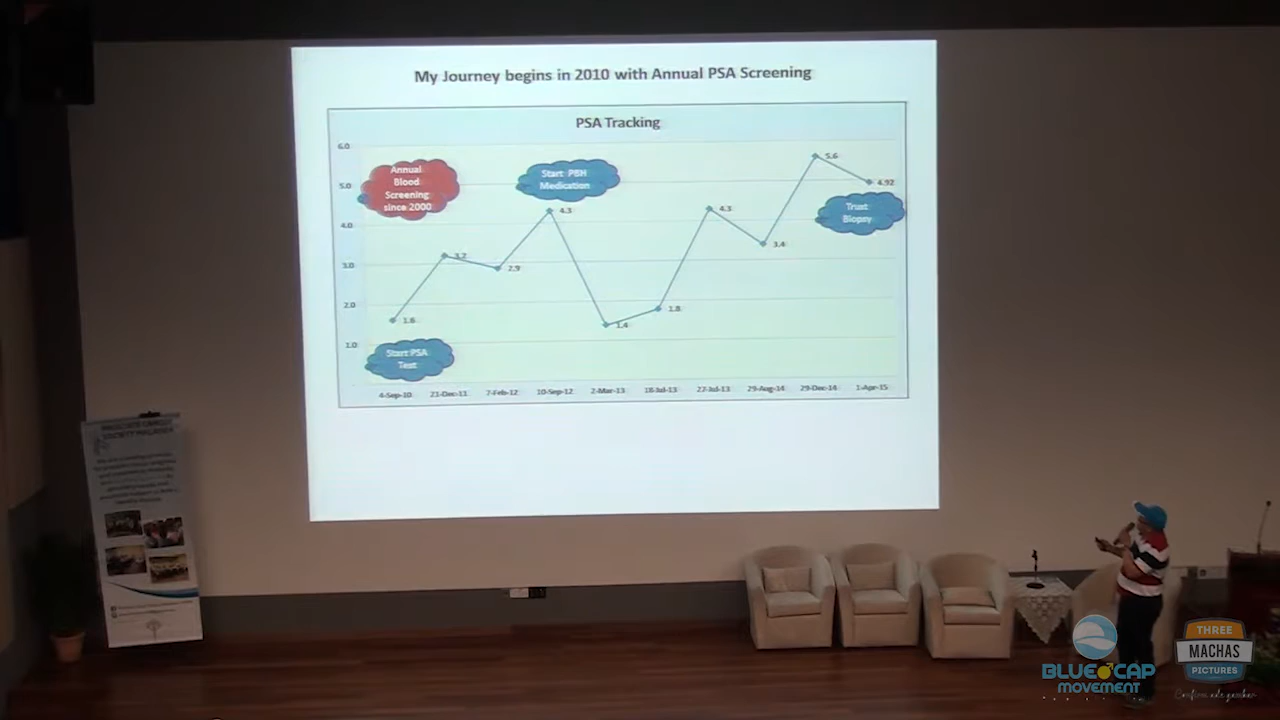 My Journey begins in 2010 with Annual PSA Screening
PSA Tracking
6.0
5.0
4.0
3.0
2.0
1.0
Annual
Blood
Screening
since 2000
Start PBH
Medication
Trust
Biopsy
Start PSA
Test
1.6
3.2
2.9
4.3
1.4
1.8
4.3
3.4
5.6
4.92
4-Sep-10
21-Dec-11
7-Feb-12
10-Sep-12
2-Mar-13
18-Jul-13
27-Jul-13
29-Aug-14
29-Dec-14
1-Apr-15
SOCIETY MALAYSIA
BLUE CAP
MOVEMENT
THREE
MACHAS
PICTURES